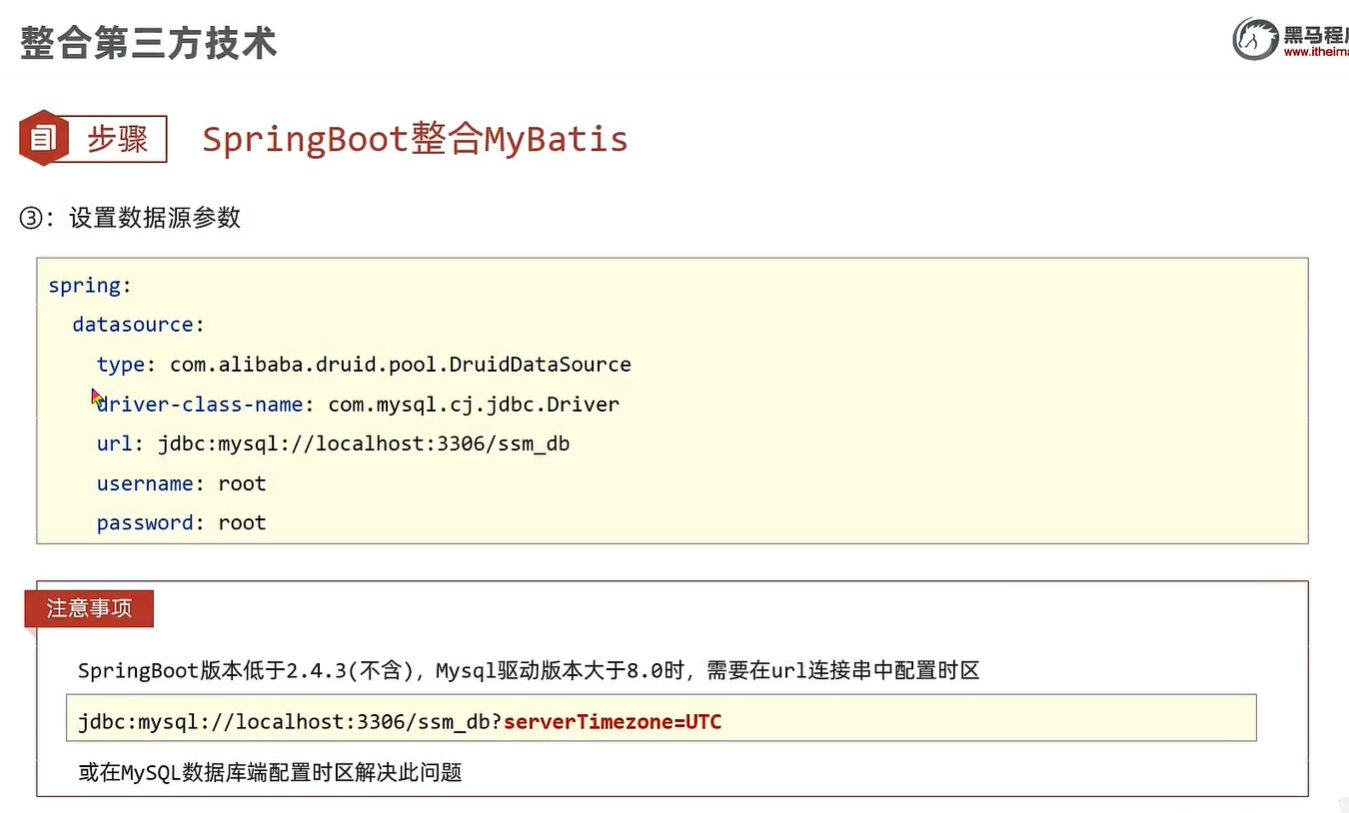 整合第三方技术
黑马程
www.itheima
步骤
SpringBoot整合MyBatis
③：设置数据源参数
spring:
datasource:
type: com.alibaba.druid.pool.DruidDataSource
driver-class-name: com.mysql.cj.jdbc.Driver
url: jdbc:mysql://localhost:3306/ssm_db
username: root
password: root
注意事项
SpringBoot版本低于2.4.3(不含)，Mysql驱动版本大于8.0时，需要在url连接串中配置时区
jdbc:mysql://localhost:3306/ssm_db?serverTimezone=UTC
或在MySQL数据库端配置时区解决此问题